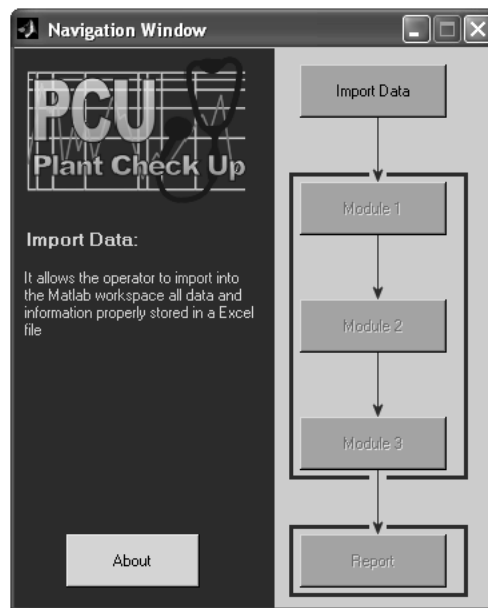 Navigation Window
PCU
Plant Check Up
Import Data:
It allows the operator to import into
the Matlab workspace all data and
information properly stored in a Excel
file
About
Import Data
Module 1
Module 2
Module 3
Report